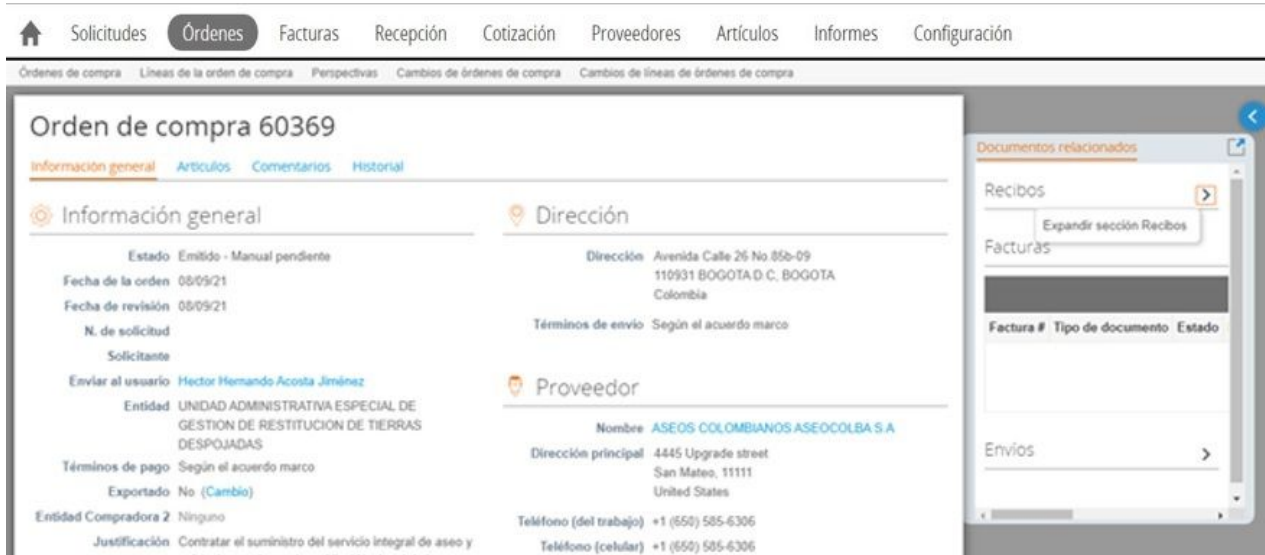 Solicitudes Órdenes Facturas Recepción Cotización Proveedores Artículos Informes Configuración
Órdenes de compra Líneas de la orden de compra Perspectivas Cambios de órdenes de compra Cambios de líneas de órdenes de compra
Orden de compra 60369
Información general Artículos Comentarios Historial
Información general
Estado Emitido - Manual pendiente
Fecha de la orden 08/09/21
Fecha de revisión 08/09/21
N. de solicitud
Solicitante
Enviar al usuario Hector Hernando Acosta Jiménez
Entidad UNIDAD ADMINISTRATIVA ESPECIAL DE
GESTION DE RESTITUCION DE TIERRAS
DESPOJADAS
Términos de pago Según el acuerdo marco
Exportado No (Cambio)
Entidad Compradora 2 Ninguno
Justificación Contratar el suministro del servicio integral de aseo y
Dirección
Dirección Avenida Calle 26 No 85b-09
110931 BOGOTA D.C, BOGOTA
Colombia
Términos de envío Según el acuerdo marco
Proveedor
Nombre ASEOS COLOMBIANOS ASEOCOLBA S.A
Dirección principal 4445 Upgrade street
San Mateo, 11111
United States
Teléfono (del trabajo) +1 (650) 585-6306
Teléfono (celular) +1 (650) 585-6306
Documentos relacionados
Recibos
Expandir sección Recibos
Facturas
Factura # Tipo de documento Estado
Envíos